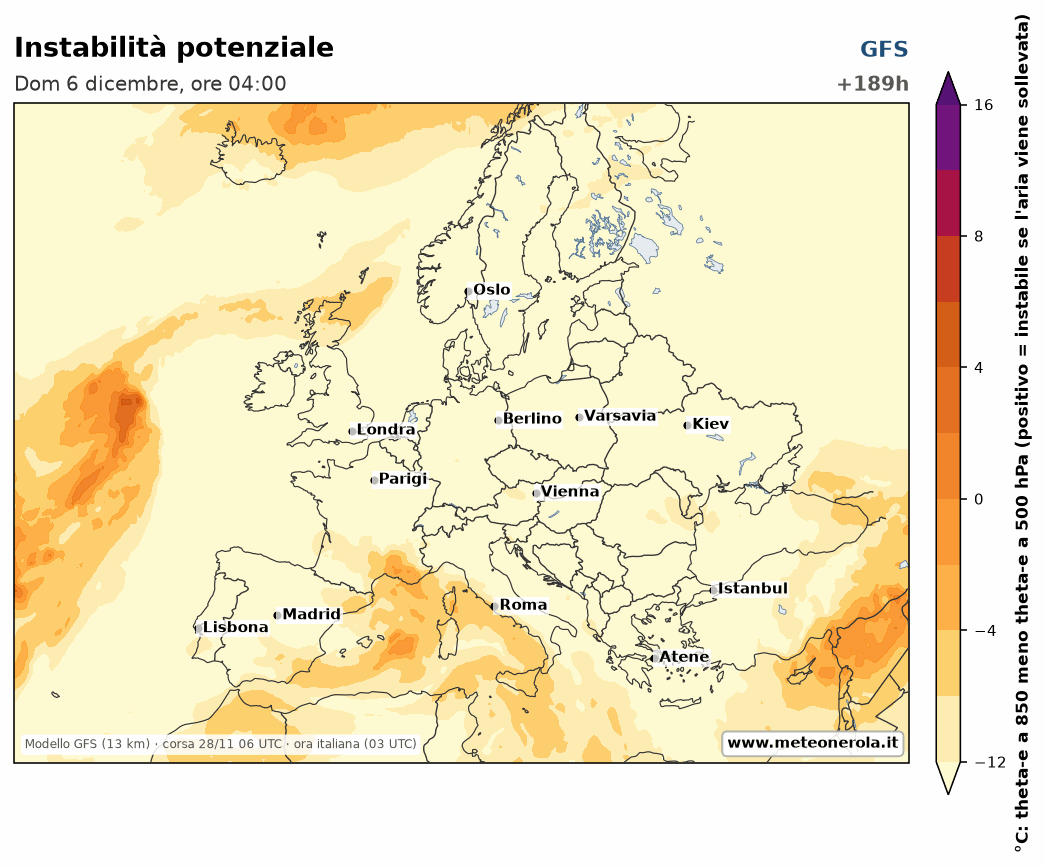 Instabilità potenziale
GFS
Dom 6 dicembre, ore 04:00
+189h
Oslo
Berlino
Varsavia
Kiev
Londra
Parigi
Vienna
Istanbul
Roma
Madrid
Lisbona
Atene
Modello GFS (13 km) · corsa 28/11 06 UTC · ora italiana (03 UTC)
www.meteonerola.it
16
8
4
0
−4
−12
°C: theta-e a 850 meno theta-e a 500 hPa (positivo = instabile se l'aria viene sollevata)